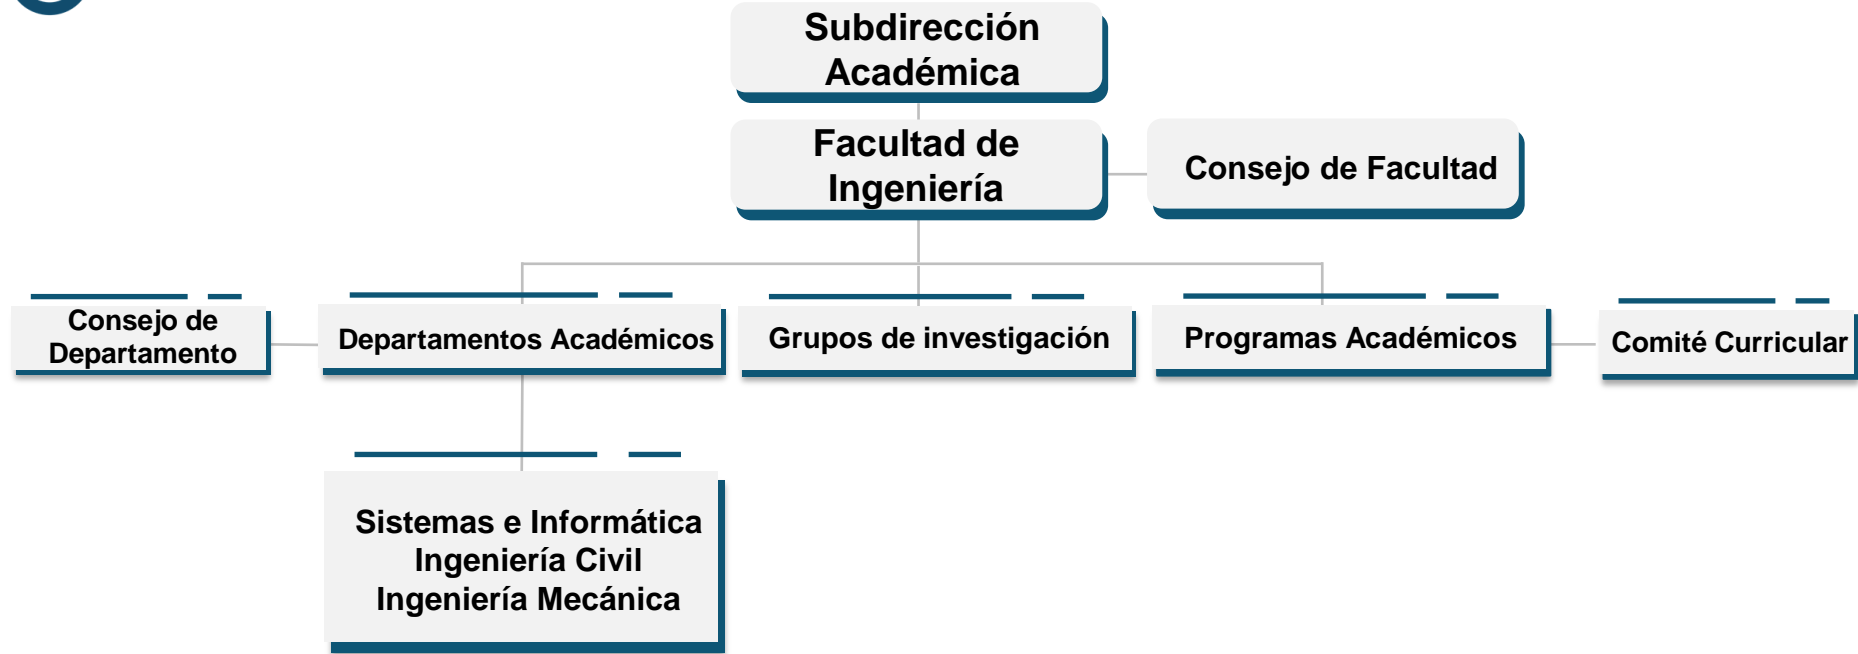 Subdirección
Académica
Facultad de
Ingeniería
Consejo de Facultad
Consejo de
Departamento
Departamentos Académicos
Grupos de investigación
Programas Académicos
Comité Curricular
Sistemas e Informática
Ingeniería Civil
Ingeniería Mecánica